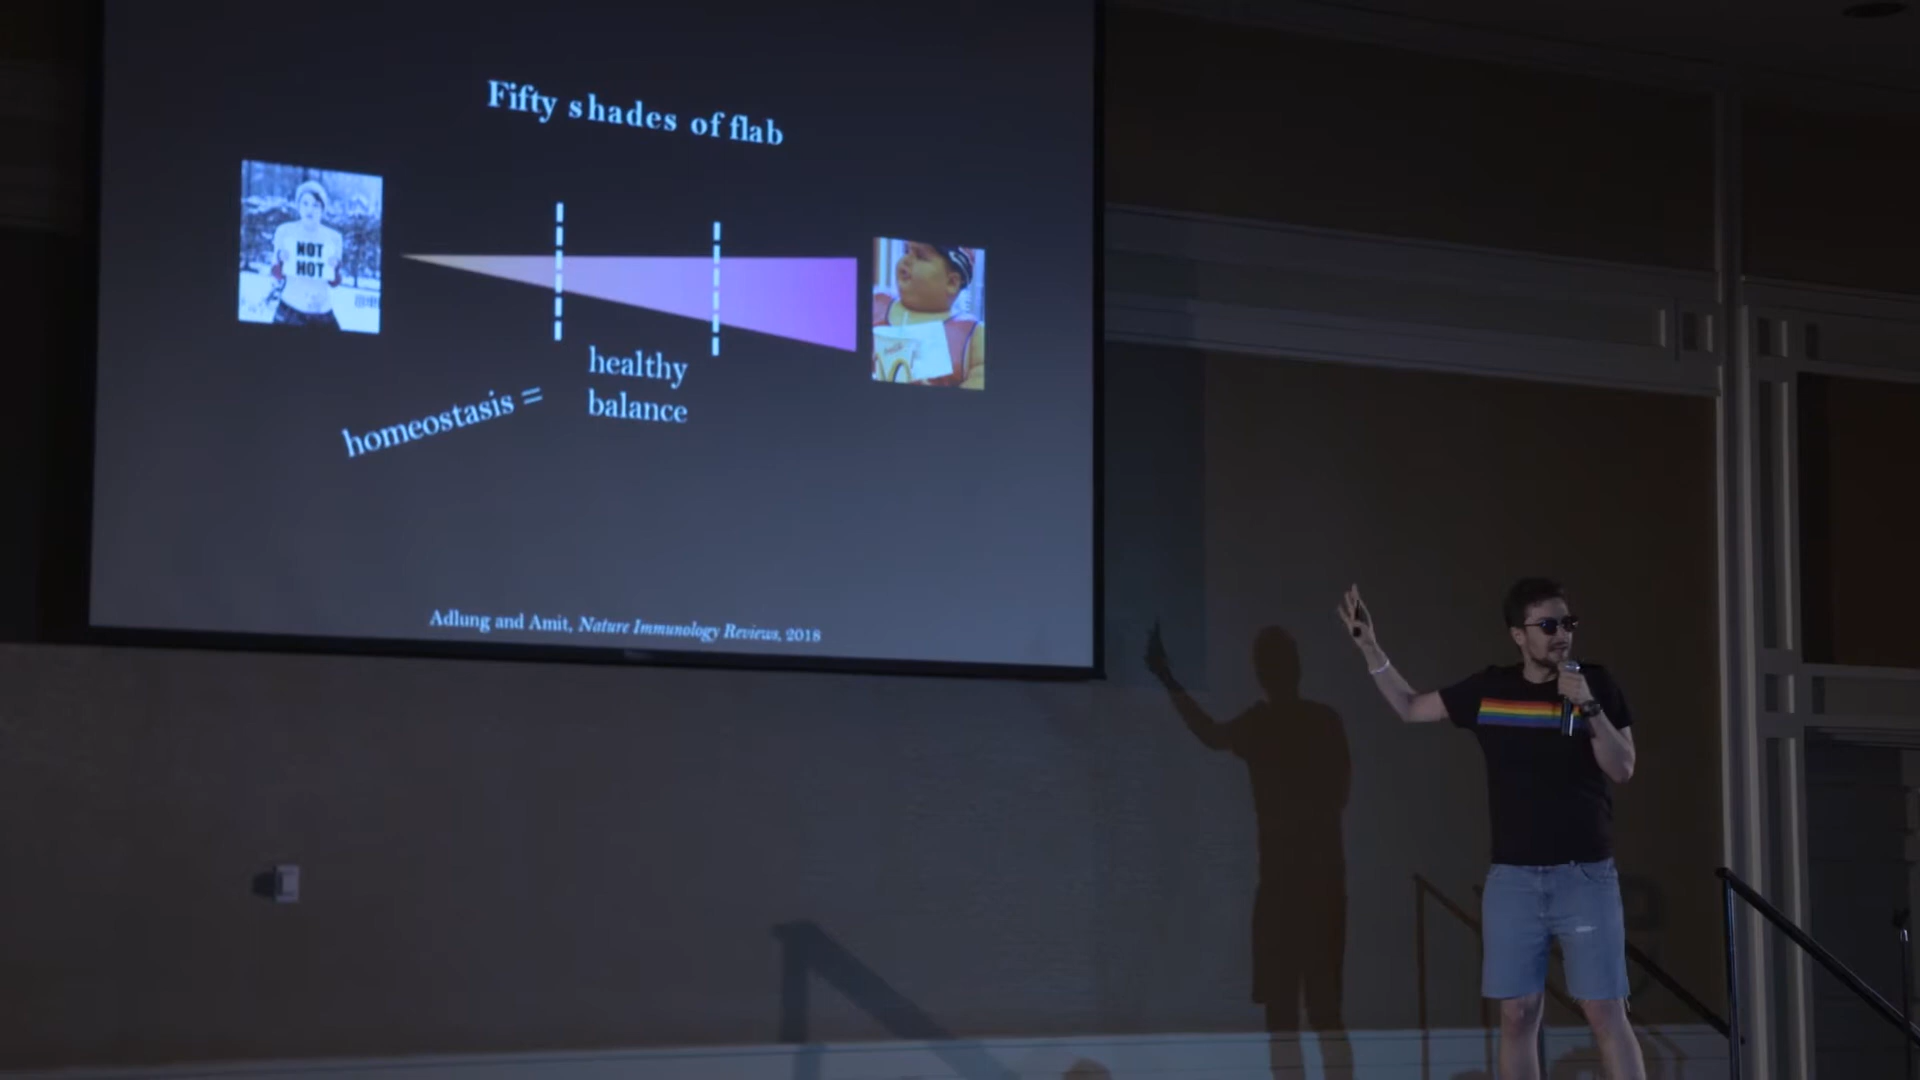 Fifty shades of flab
NOT
HOT
healthy
balance
homeostasis =
Adlung and Amit, Nature Immunology Reviews, 2018